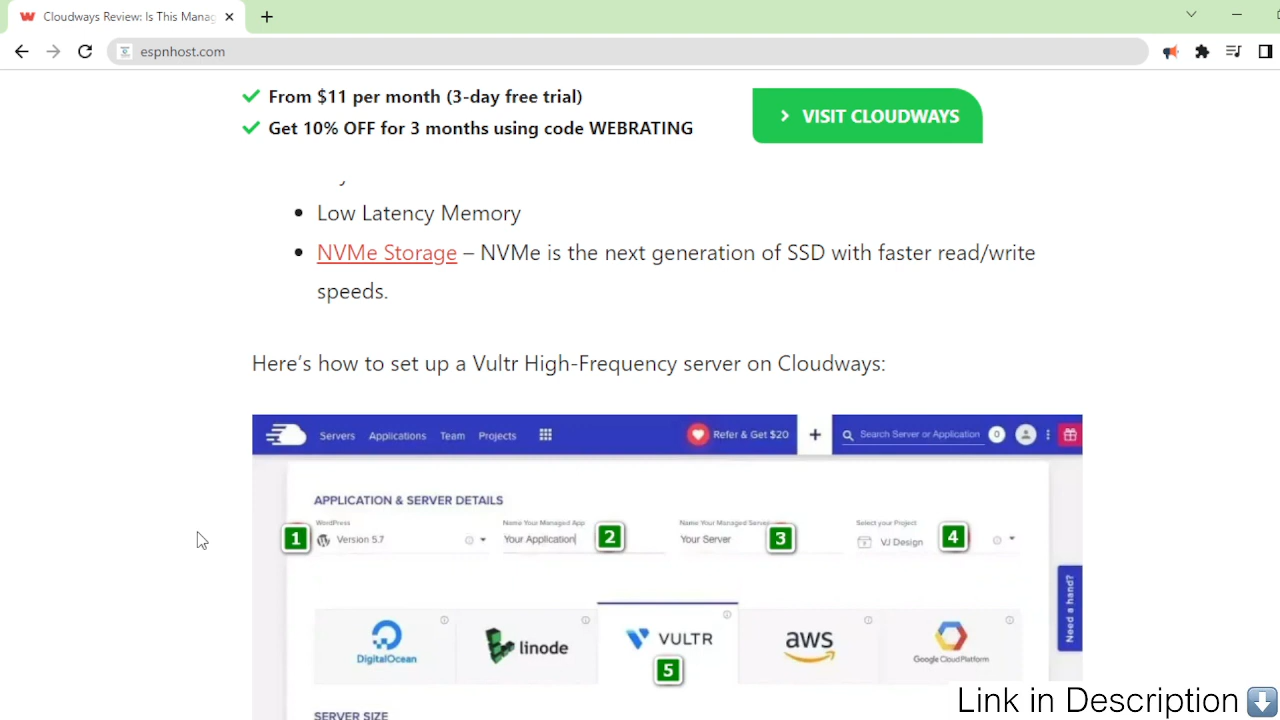 Cloudways Review: Is This Manag
espnhost.com
From $11 per month (3-day free trial)
Get 10% OFF for 3 months using code WEBRATING
VISIT CLOUDWAYS
Low Latency Memory
NVMe Storage – NVMe is the next generation of SSD with faster read/write
speeds.
Here's how to set up a Vultr High-Frequency server on Cloudways:
Servers Applications Team Projects Refer & Get $20 + Search Server or Application 0
APPLICATION & SERVER DETAILS
WordPress Name Your Managed App Name Your Managed Server Select your Project
1 Version 5.7 Your Application 2 Your Server 3 VJ Design 4
Need a hand?
DigitalOcean linode VULTR aws Google Cloud Platform
5
SERVER SIZE
Link in Description